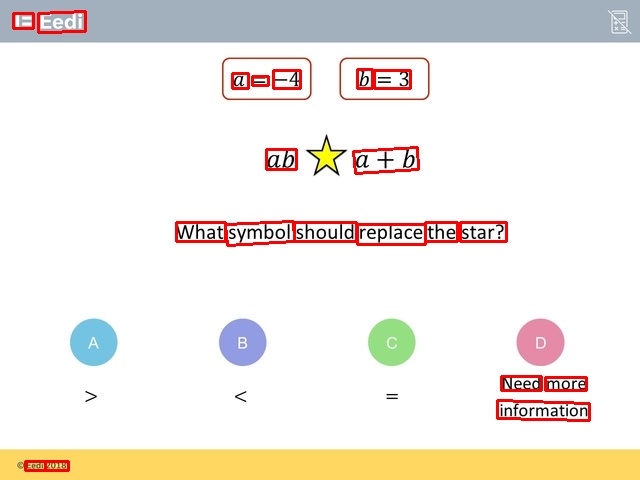 Eedi
a = −4 b = 3
ab ★ a + b
What symbol should replace the star?
A B C D
> < = Need more
information
© Eedi 2018